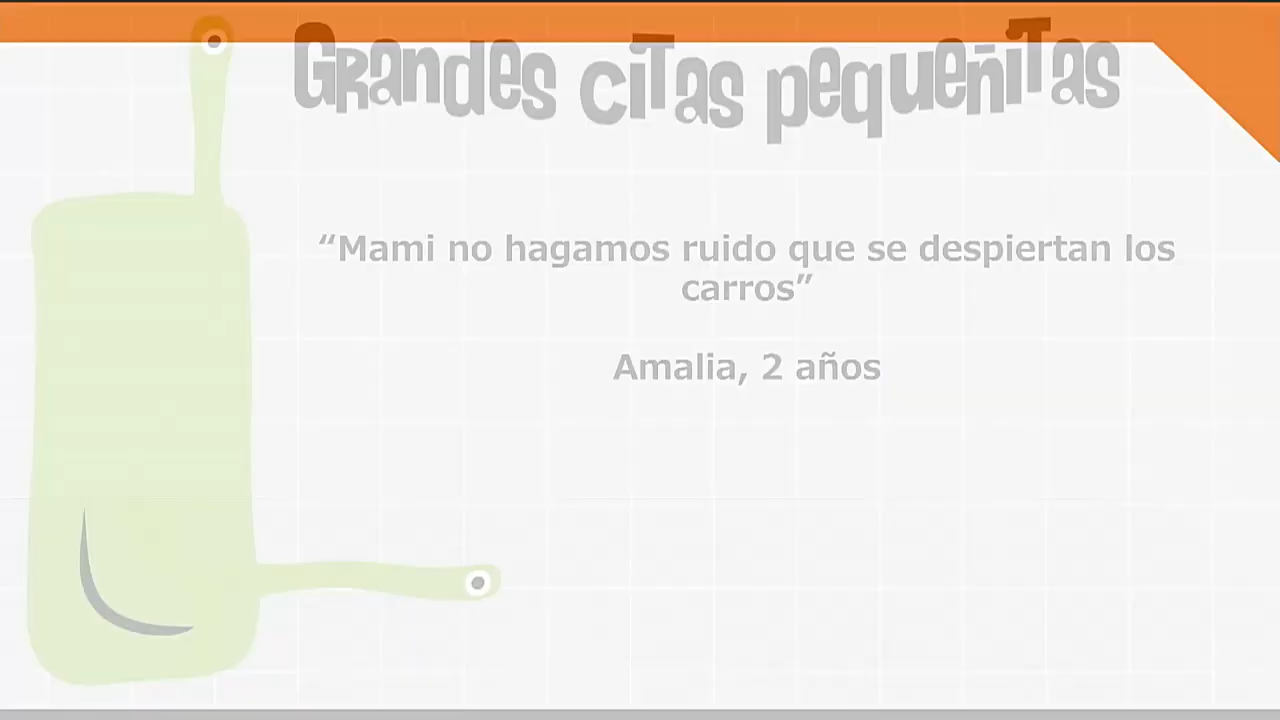 Grandes citas pequeñitas
“Mami no hagamos ruido que se despiertan los
carros”
Amalia, 2 años